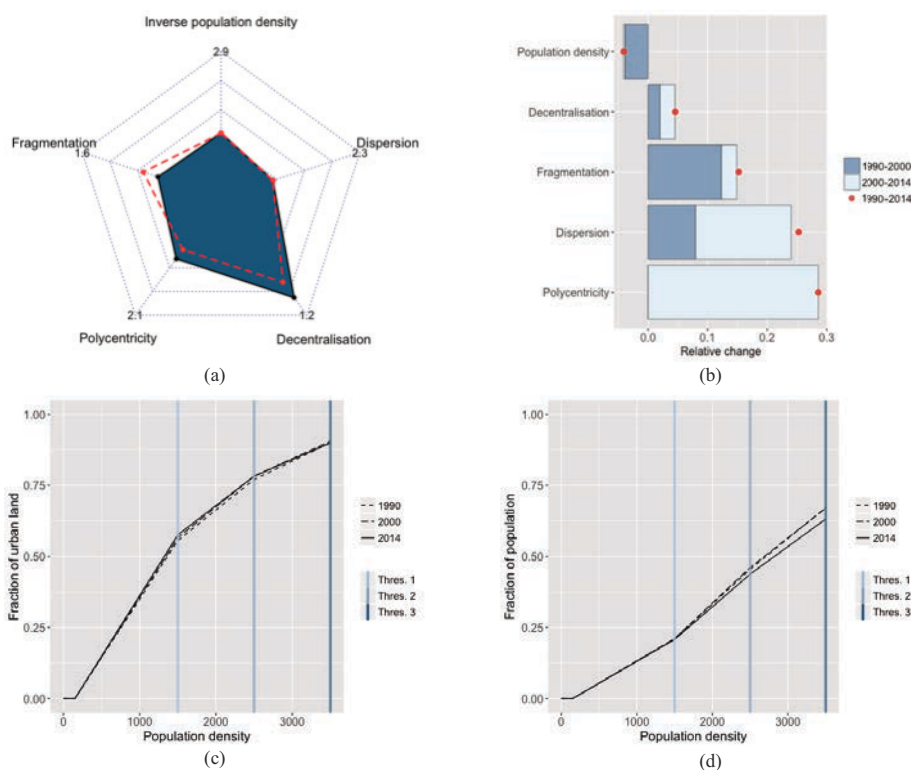 Inverse population density
2.9
Fragmentation
1.6
Dispersion
2.3
2.1
Polycentricity
1.2
Decentralisation
(a)
Population density
Decentralisation
Fragmentation
Dispersion
Polycentricity
0.0 0.1 0.2 0.3
Relative change
1990-2000
2000-2014
1990-2014
(b)
Fraction of urban land
1.00
0.75
0.50
0.25
0.00
0 1000 2000 3000
Population density
1990
2000
2014
Thres. 1
Thres. 2
Thres. 3
(c)
Fraction of population
1.00
0.75
0.50
0.25
0.00
0 1000 2000 3000
Population density
1990
2000
2014
Thres. 1
Thres. 2
Thres. 3
(d)